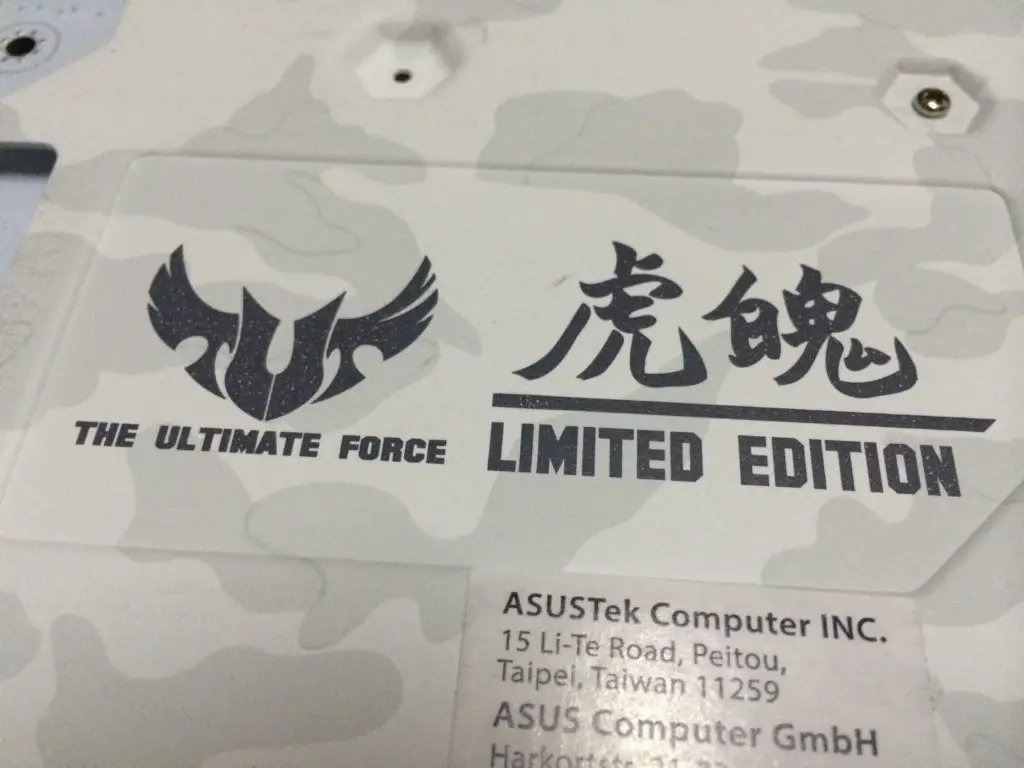 TUF
THE ULTIMATE FORCE
虎魄
LIMITED EDITION
ASUSTek Computer INC.
15 Li-Te Road, Peitou,
Taipei, Taiwan 11259
ASUS Computer GmbH